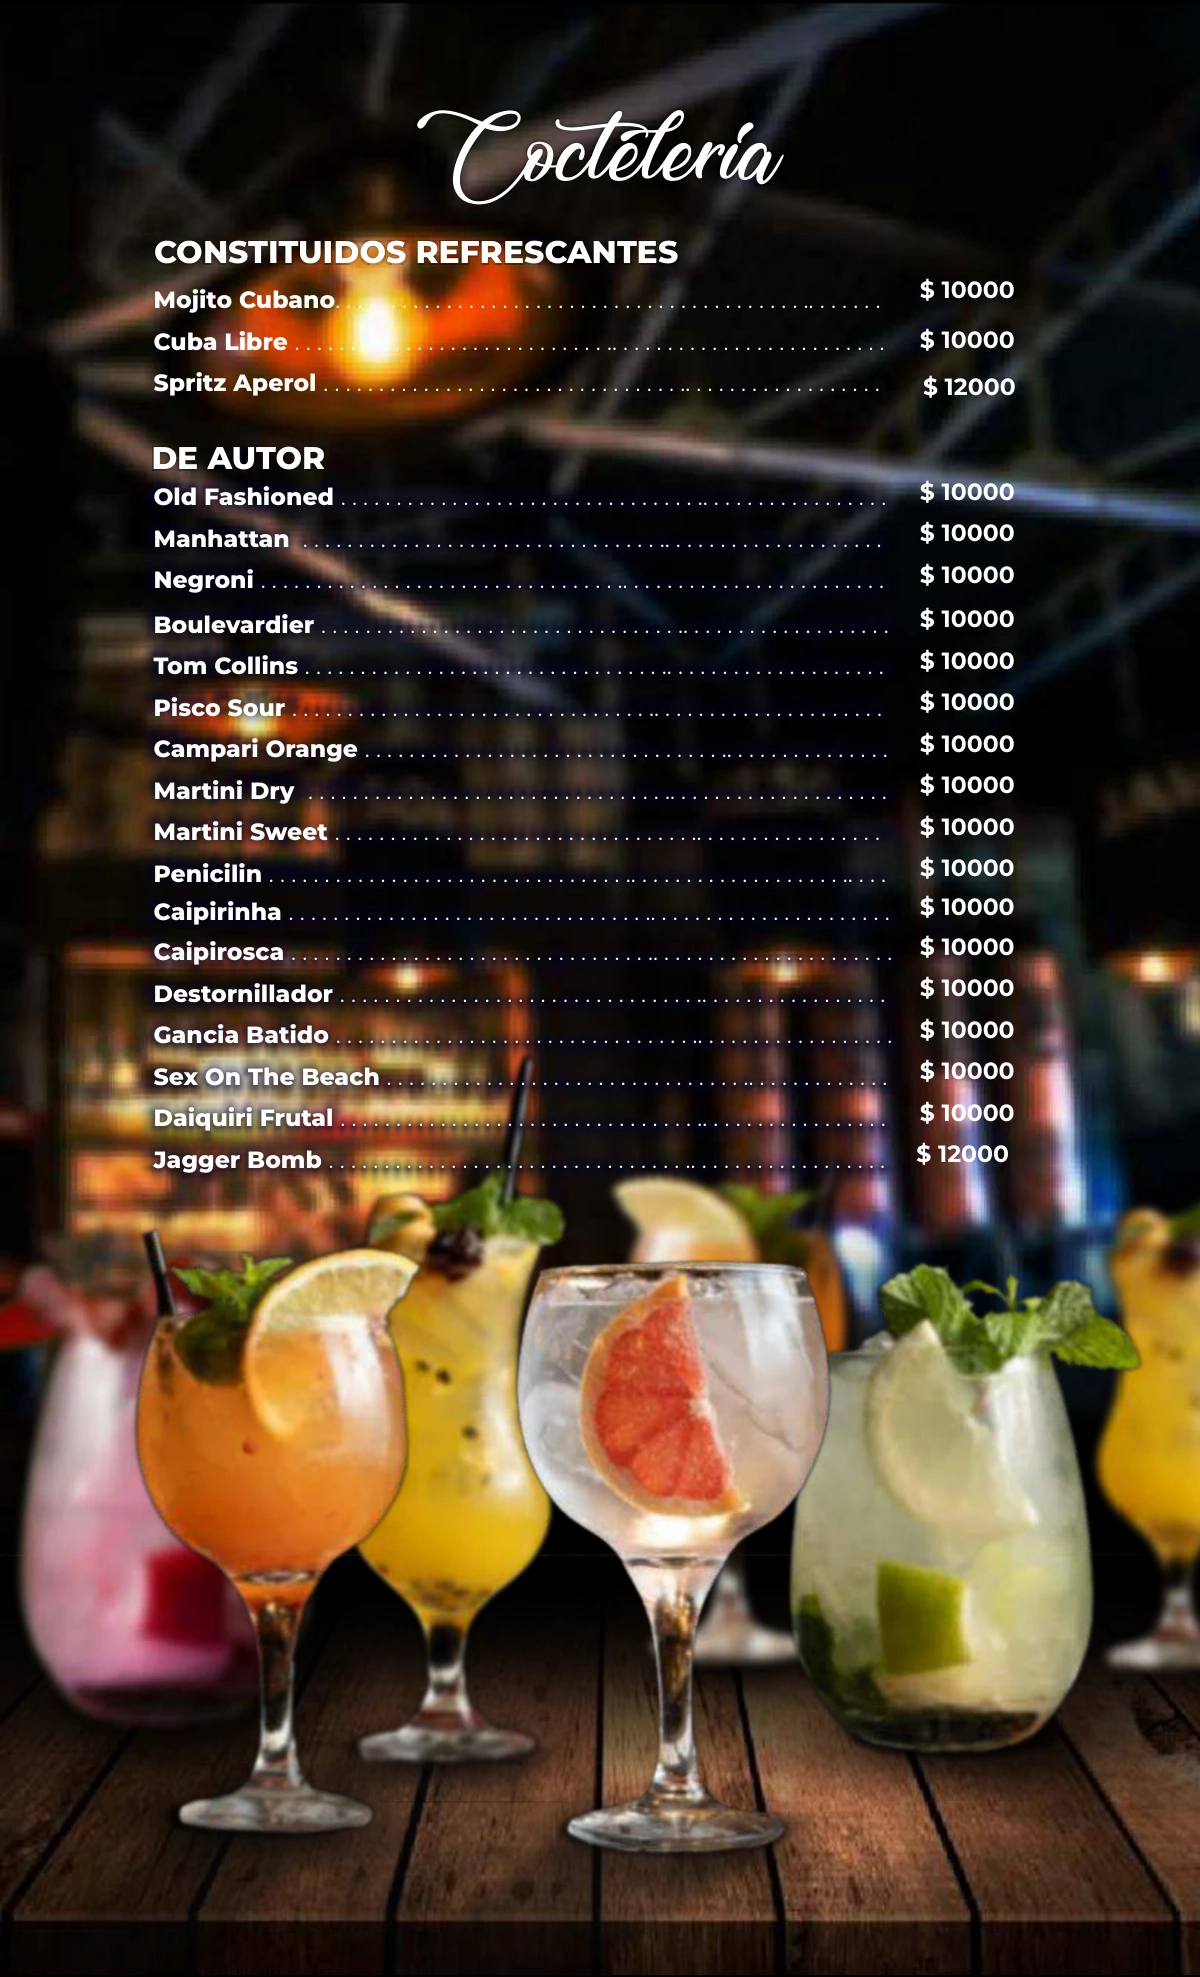 Coctelería
CONSTITUIDOS REFRESCANTES
Mojito Cubano $ 10000
Cuba Libre $ 10000
Spritz Aperol $ 12000
DE AUTOR
Old Fashioned $ 10000
Manhattan $ 10000
Negroni $ 10000
Boulevardier $ 10000
Tom Collins $ 10000
Pisco Sour $ 10000
Campari Orange $ 10000
Martini Dry $ 10000
Martini Sweet $ 10000
Penicilin $ 10000
Caipirinha $ 10000
Caipirosca $ 10000
Destornillador $ 10000
Gancia Batido $ 10000
Sex On The Beach $ 10000
Daiquiri Frutal $ 10000
Jagger Bomb $ 12000